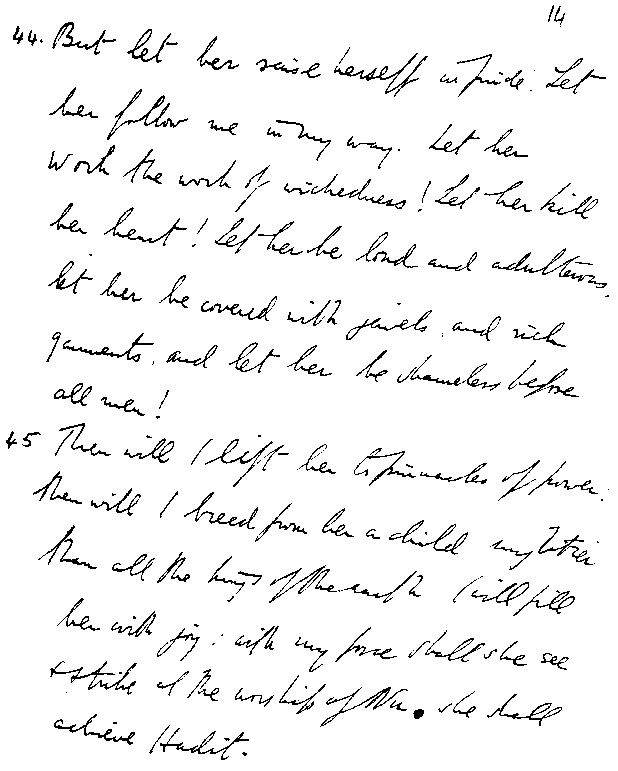 14
44. But let her raise herself in pride. Let
her follow me in my way. Let her
work the work of wickedness! Let her kill
her heart! Let her be loud and adulterous,
let her be covered with jewels, and rich
garments, and let her be shameless before
all men!
45 Then will I lift her to pinnacles of power:
then will I breed from her a child mightier
than all the kings of the earth I will fill
her with joy: with my force shall she see
& strike at the worship of Nu. she shall
achieve Hadit.